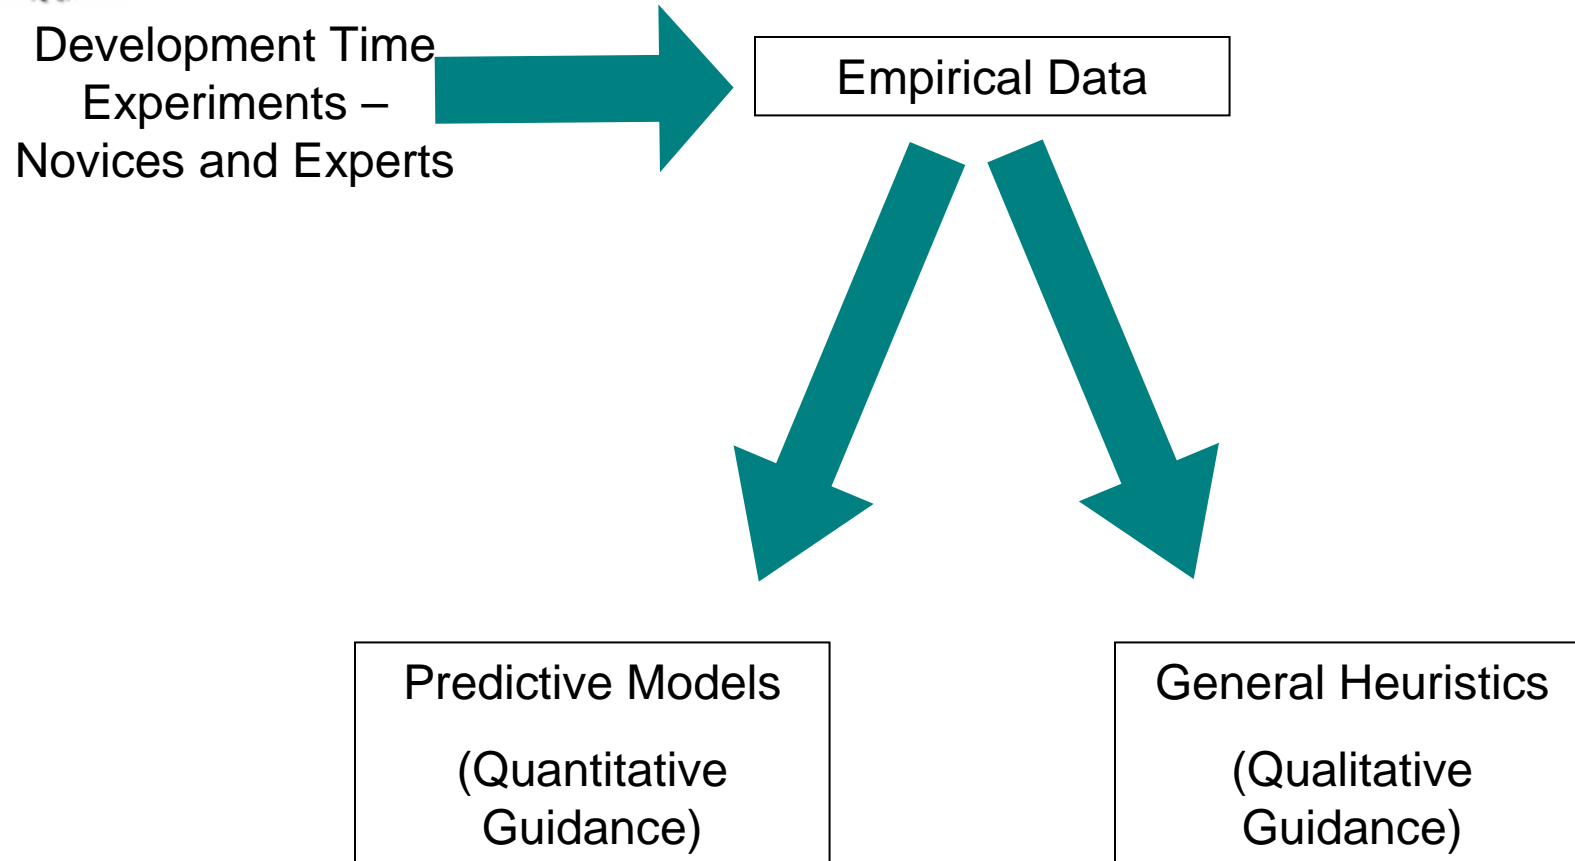 Development Time
Experiments –
Novices and Experts
Empirical Data
Predictive Models
(Quantitative
Guidance)
General Heuristics
(Qualitative
Guidance)